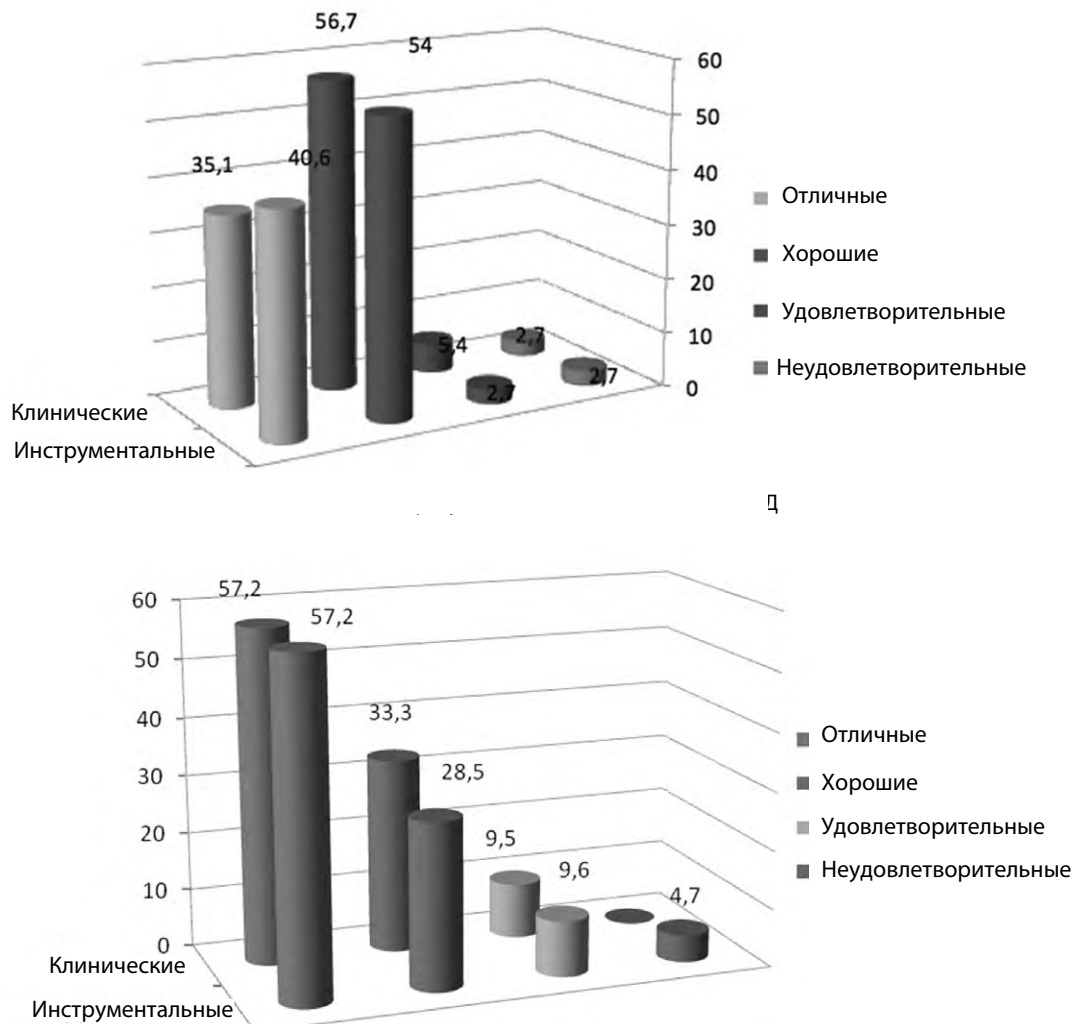 56,7
54
35,1
40,6
5,4
2,7
2,7
2,7
60
50
40
30
20
10
0
Отличные
Хорошие
Удовлетворительные
Неудовлетворительные
Клинические
Инструментальные
57,2
57,2
33,3
28,5
9,5
9,6
4,7
60
50
40
30
20
10
0
Отличные
Хорошие
Удовлетворительные
Неудовлетворительные
Клинические
Инструментальные